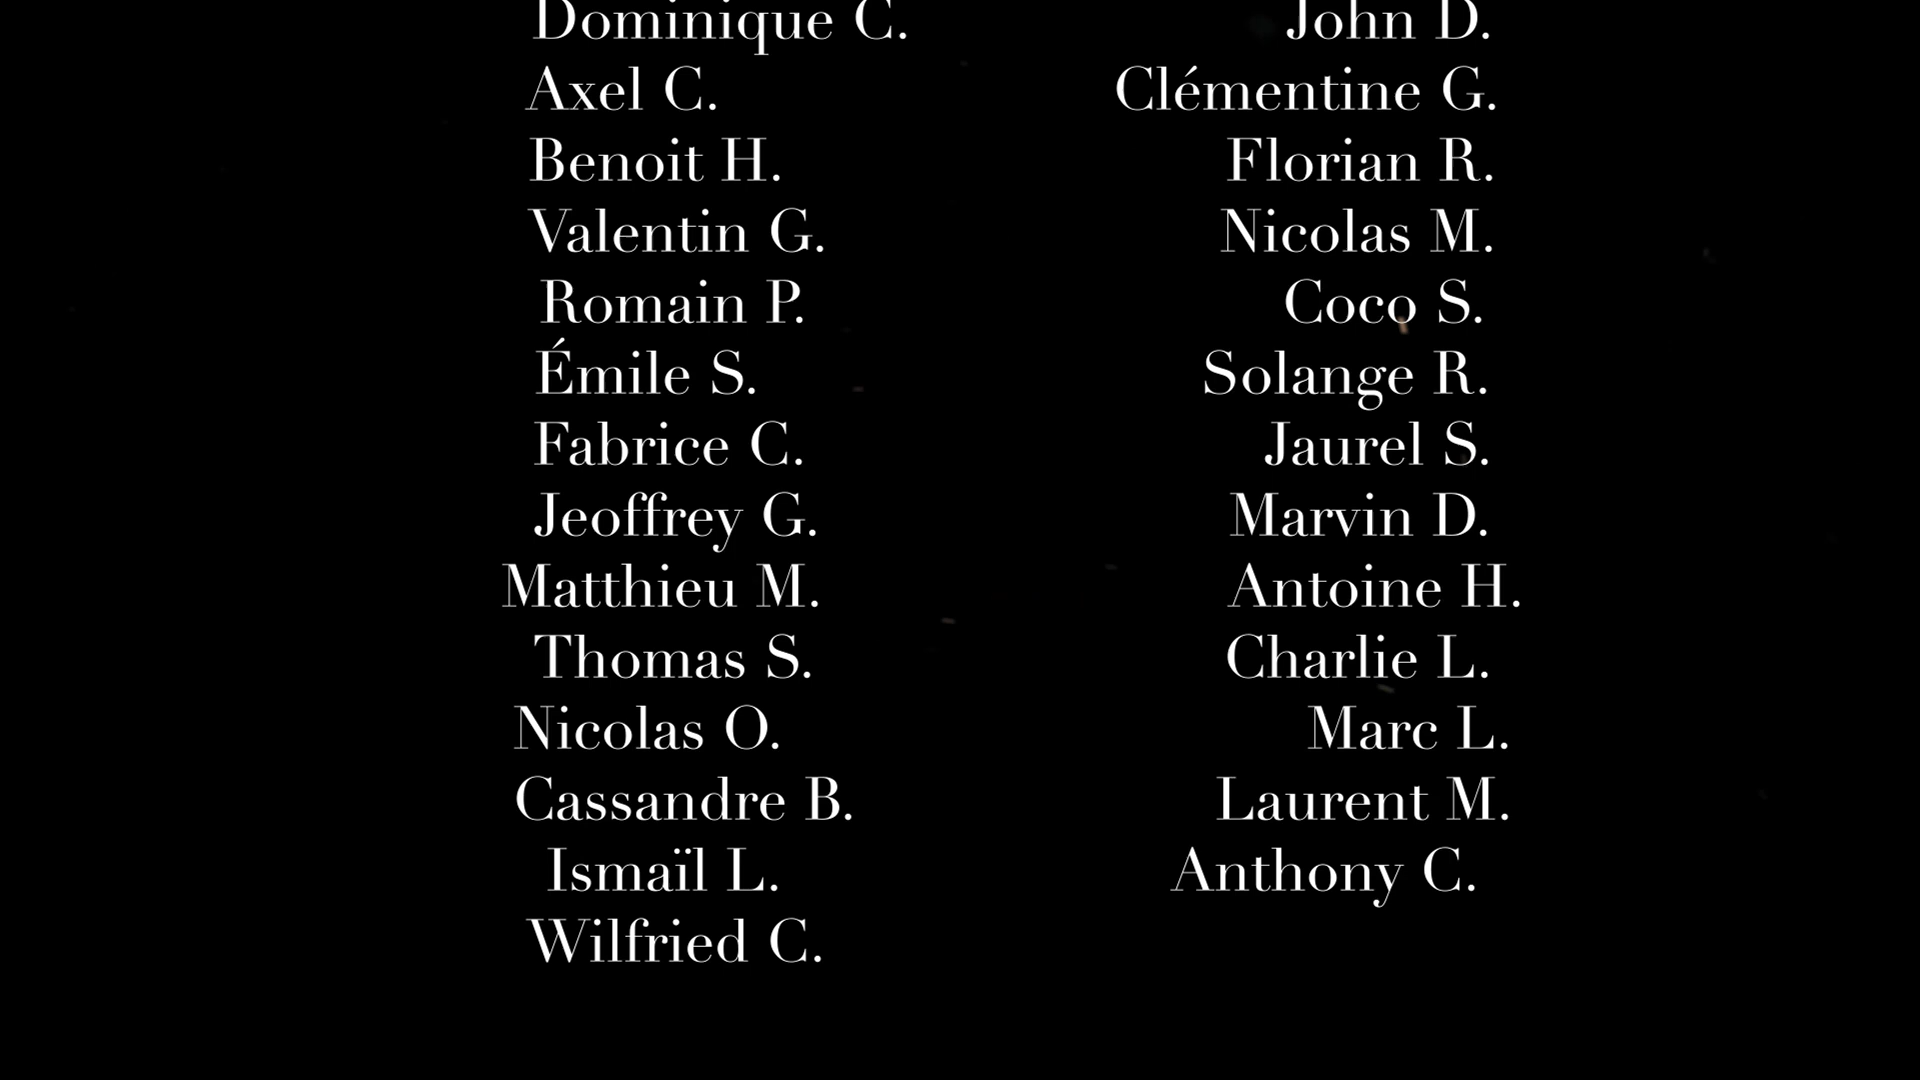 Dominique C.
Axel C.
Benoit H.
Valentin G.
Romain P.
Émile S.
Fabrice C.
Jeoffrey G.
Matthieu M.
Thomas S.
Nicolas O.
Cassandre B.
Ismaïl L.
Wilfried C.
John D.
Clémentine G.
Florian R.
Nicolas M.
Coco S.
Solange R.
Jaurel S.
Marvin D.
Antoine H.
Charlie L.
Marc L.
Laurent M.
Anthony C.